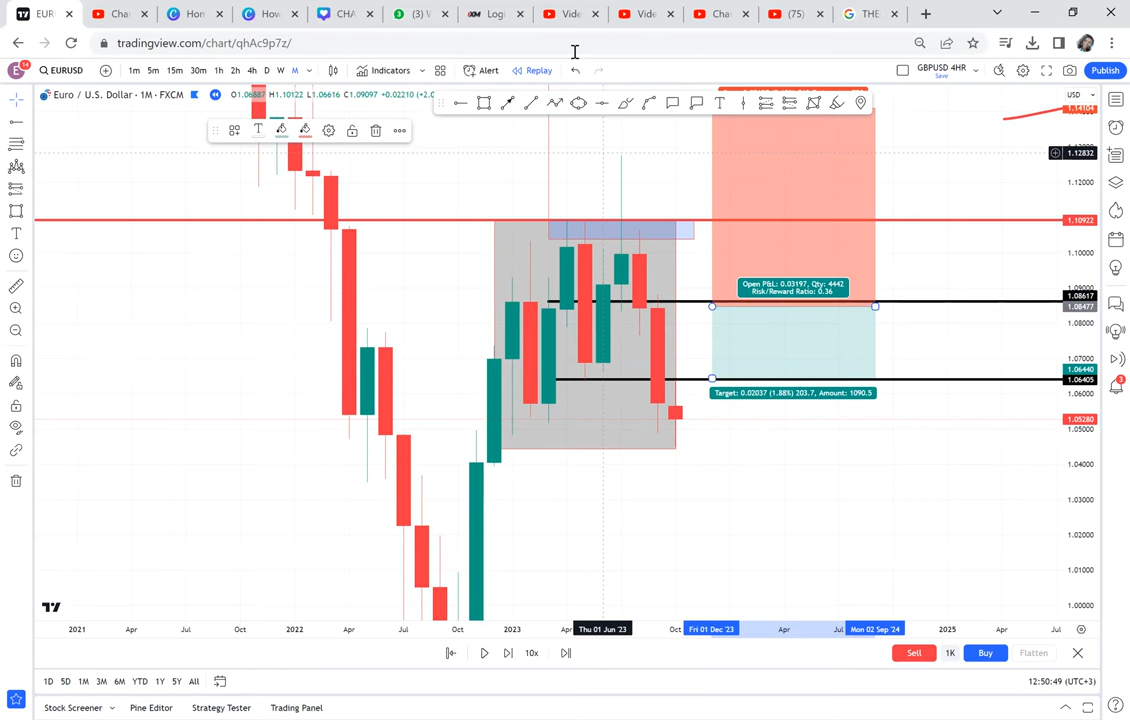 EUR
Cha
Hon
How
CHA
(3) V
XM
Logi
Vide
Vide
Cha
(75)
THE
tradingview.com/chart/qhAc9p7z/
E 14
EURUSD
1m 5m 15m 30m 1h 2h 4h D W M
Indicators
Alert
Replay
GBPUSD 4HR
Save
Publish
Euro / U.S. Dollar · 1M · FXCM
O1.06887 H1.10122 L1.06616 C1.09097 +0.02210 (+2.0
USD
1.14104
1.12832
1.12000
1.10922
1.10000
1.09000
1.08617
1.08477
1.08000
1.07000
1.06440
1.06405
1.06000
1.05280
1.05000
1.04000
1.03000
1.02000
1.01000
1.00000
Open P&L: 0.03197, Qty: 4442
Risk/Reward Ratio: 0.36
Target: 0.02037 (1.88%) 203.7, Amount: 1090.5
2021 Apr Jul Oct 2022 Apr Jul Oct 2023 Apr Thu 01 Jun '23 Oct Fri 01 Dec '23 Apr Jul Mon 02 Sep '24 2025 Apr Jul
10x
Sell 1K Buy Flatten
1D 5D 1M 3M 6M YTD 1Y 5Y All
12:50:49 (UTC+3)
Stock Screener Pine Editor Strategy Tester Trading Panel